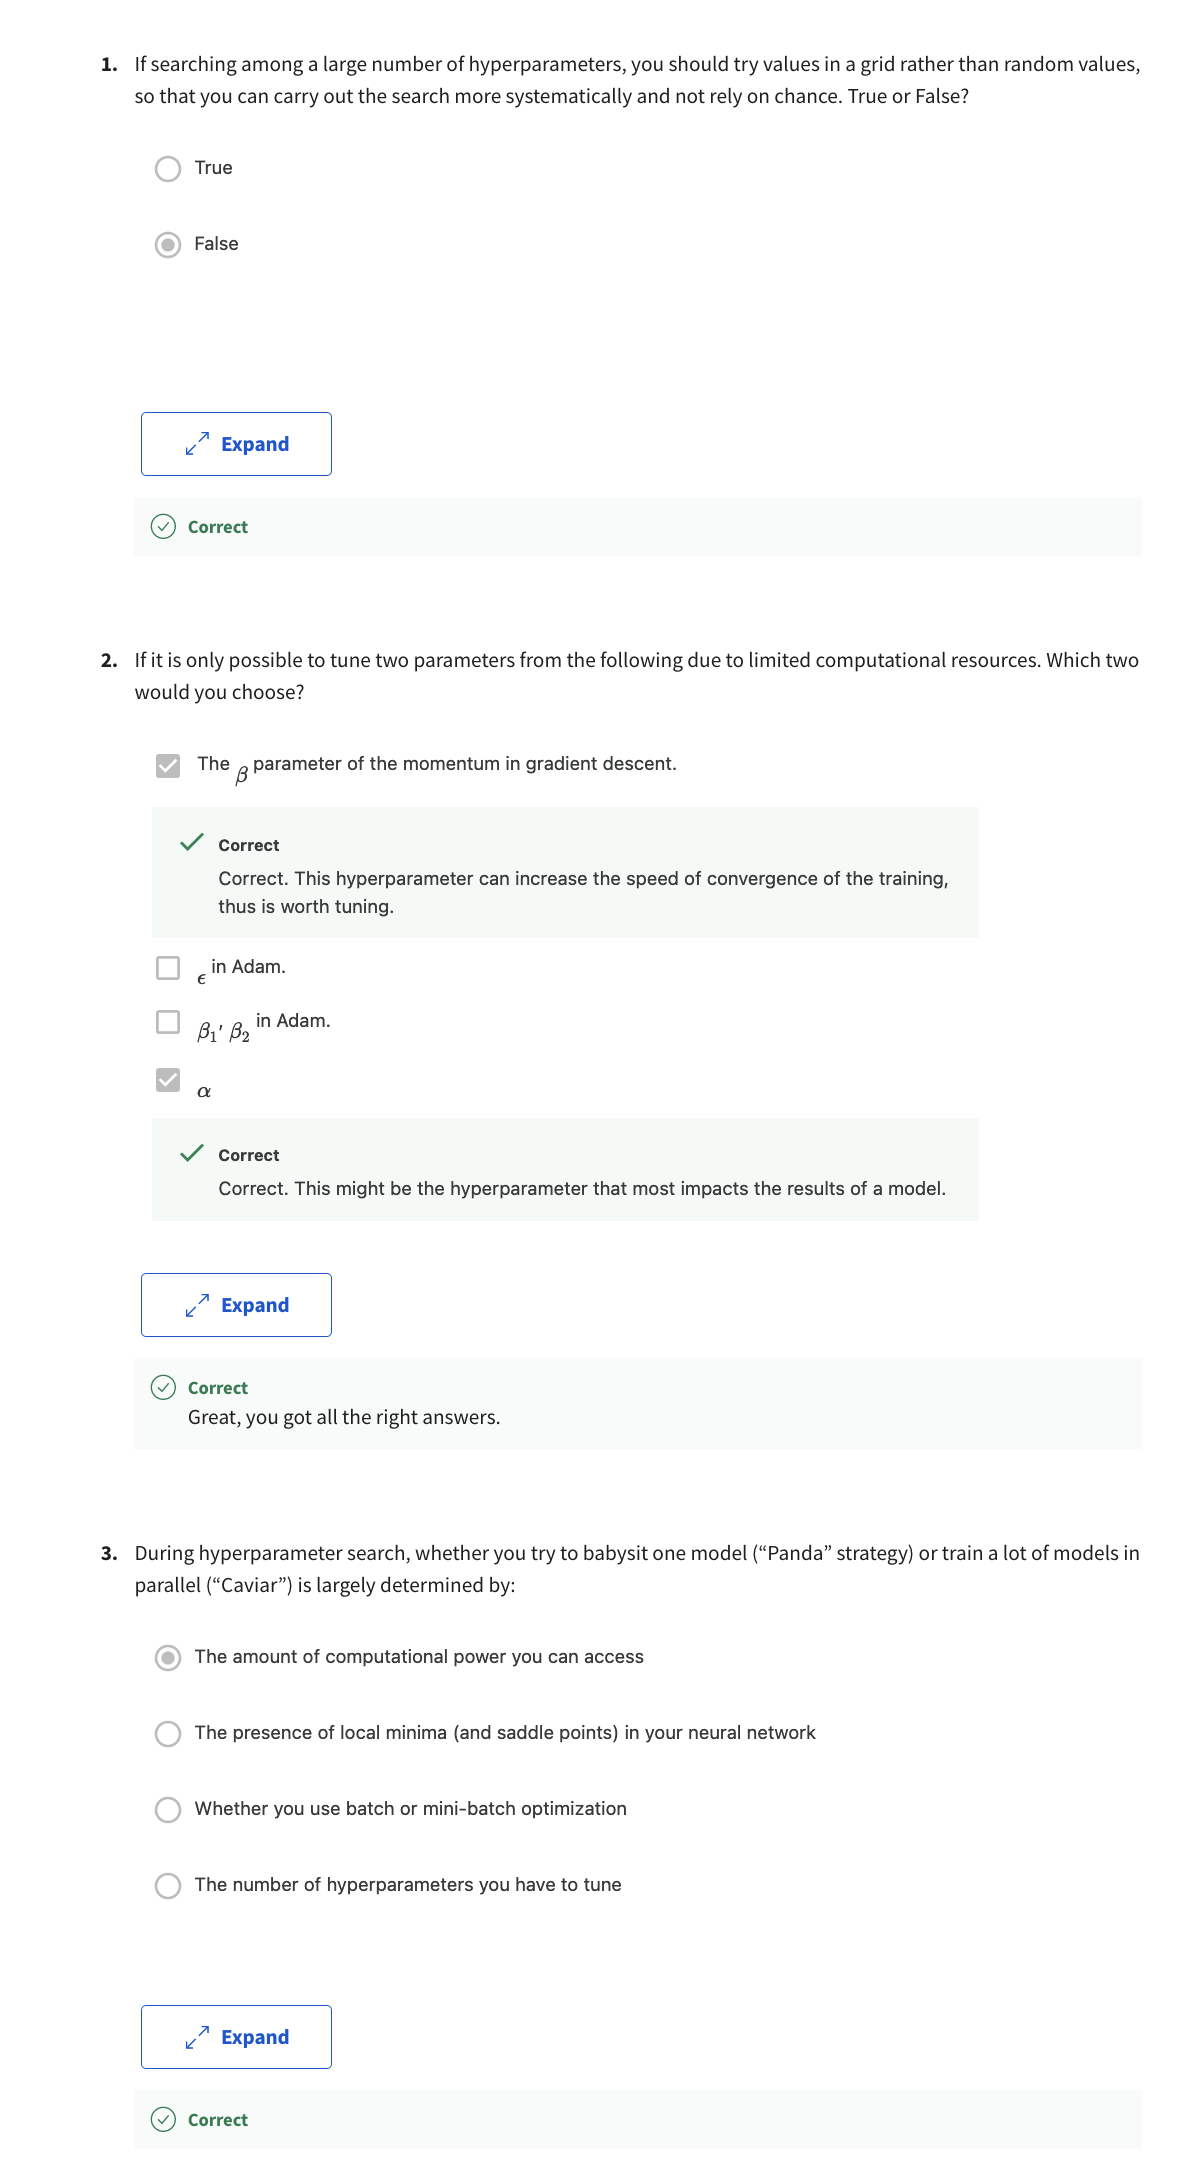 1. If searching among a large number of hyperparameters, you should try values in a grid rather than random values,
so that you can carry out the search more systematically and not rely on chance. True or False?
True
False
Expand
Correct
2. If it is only possible to tune two parameters from the following due to limited computational resources. Which two
would you choose?
The β parameter of the momentum in gradient descent.
Correct
Correct. This hyperparameter can increase the speed of convergence of the training,
thus is worth tuning.
ϵ in Adam.
β₁, β₂ in Adam.
α
Correct
Correct. This might be the hyperparameter that most impacts the results of a model.
Expand
Correct
Great, you got all the right answers.
3. During hyperparameter search, whether you try to babysit one model (“Panda” strategy) or train a lot of models in
parallel (“Caviar”) is largely determined by:
The amount of computational power you can access
The presence of local minima (and saddle points) in your neural network
Whether you use batch or mini-batch optimization
The number of hyperparameters you have to tune
Expand
Correct